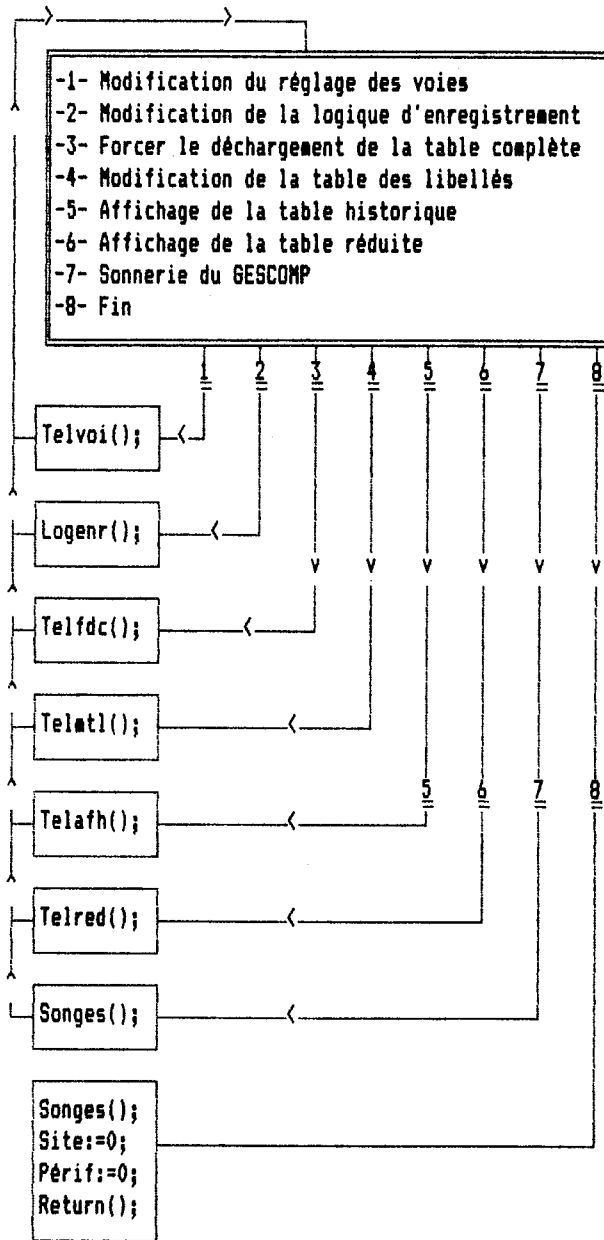 -1- Modification du réglage des voies
-2- Modification de la logique d'enregistrement
-3- Forcer le déchargement de la table complète
-4- Modification de la table des libellés
-5- Affichage de la table historique
-6- Affichage de la table réduite
-7- Sonnerie du GESCOMP
-8- Fin
1 2 3 4 5 6 7 8
Telvoi();
Logenr();
Telfdc();
Telmtl();
5 6 7 8
Telafh();
Telred();
Songes();
Songes();
Site:=0;
Périf:=0;
Return();